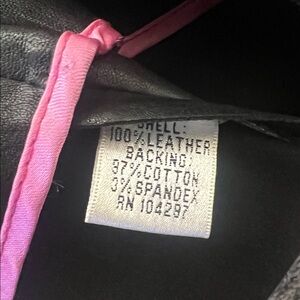 SHELL:
100%LEATHER
BACKING:
97%COTTON
3%SPANDEX
RN 104297